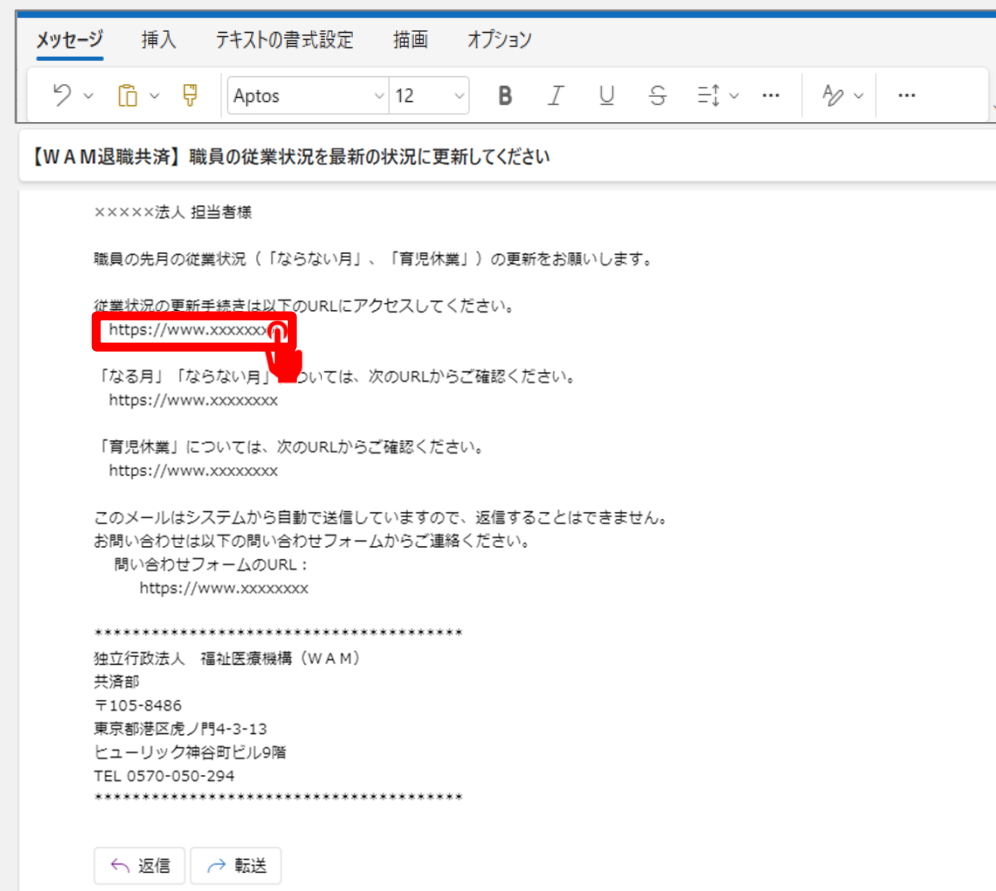 メッセージ 挿入 テキストの書式設定 描画 オプション
Aptos 12 B I U S ... ...
【ＷＡＭ退職共済】職員の従業状況を最新の状況に更新してください
×××××法人 担当者様
職員の先月の従業状況（「ならない月」、「育児休業」）の更新をお願いします。
従業状況の更新手続きは以下のURLにアクセスしてください。
https://www.xxxxxxx
「なる月」「ならない月」ついては、次のURLからご確認ください。
https://www.xxxxxxxx
「育児休業」については、次のURLからご確認ください。
https://www.xxxxxxxx
このメールはシステムから自動で送信していますので、返信することはできません。
お問い合わせは以下の問い合わせフォームからご連絡ください。
問い合わせフォームのURL：
https://www.xxxxxxxx
***************************************
独立行政法人　福祉医療機構（ＷＡＭ）
共済部
〒105-8486
東京都港区虎ノ門4-3-13
ヒューリック神谷町ビル9階
TEL 0570-050-294
***************************************
返信 転送